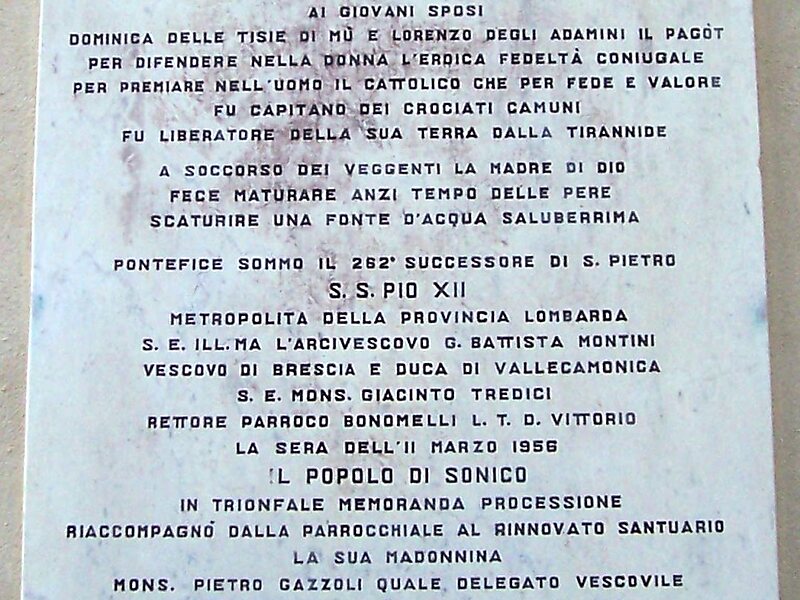 AI GIOVANI SPOSI
DOMINICA DELLE TISIE DI MÙ E LORENZO DEGLI ADAMINI IL PAGÒT
PER DIFENDERE NELLA DONNA L'EROICA FEDELTÀ CONIUGALE
PER PREMIARE NELL'UOMO IL CATTOLICO CHE PER FEDE E VALORE
FU CAPITANO DEI CROCIATI CAMUNI
FU LIBERATORE DELLA SUA TERRA DALLA TIRANNIDE
A SOCCORSO DEI VEGGENTI LA MADRE DI DIO
FECE MATURARE ANZI TEMPO DELLE PERE
SCATURIRE UNA FONTE D'ACQUA SALUBERRIMA
PONTEFICE SOMMO IL 262° SUCCESSORE DI S. PIETRO
S. S. PIO XII
METROPOLITA DELLA PROVINCIA LOMBARDA
S. E. ILL.MA L'ARCIVESCOVO G. BATTISTA MONTINI
VESCOVO DI BRESCIA E DUCA DI VALLECAMONICA
S. E. MONS. GIACINTO TREDICI
RETTORE PARROCO BONOMELLI L. T. D. VITTORIO
LA SERA DELL'11 MARZO 1956
IL POPOLO DI SONICO
IN TRIONFALE MEMORANDA PROCESSIONE
RIACCOMPAGNÒ DALLA PARROCCHIALE AL RINNOVATO SANTUARIO
LA SUA MADONNINA
MONS. PIETRO GAZZOLI QUALE DELEGATO VESCOVILE